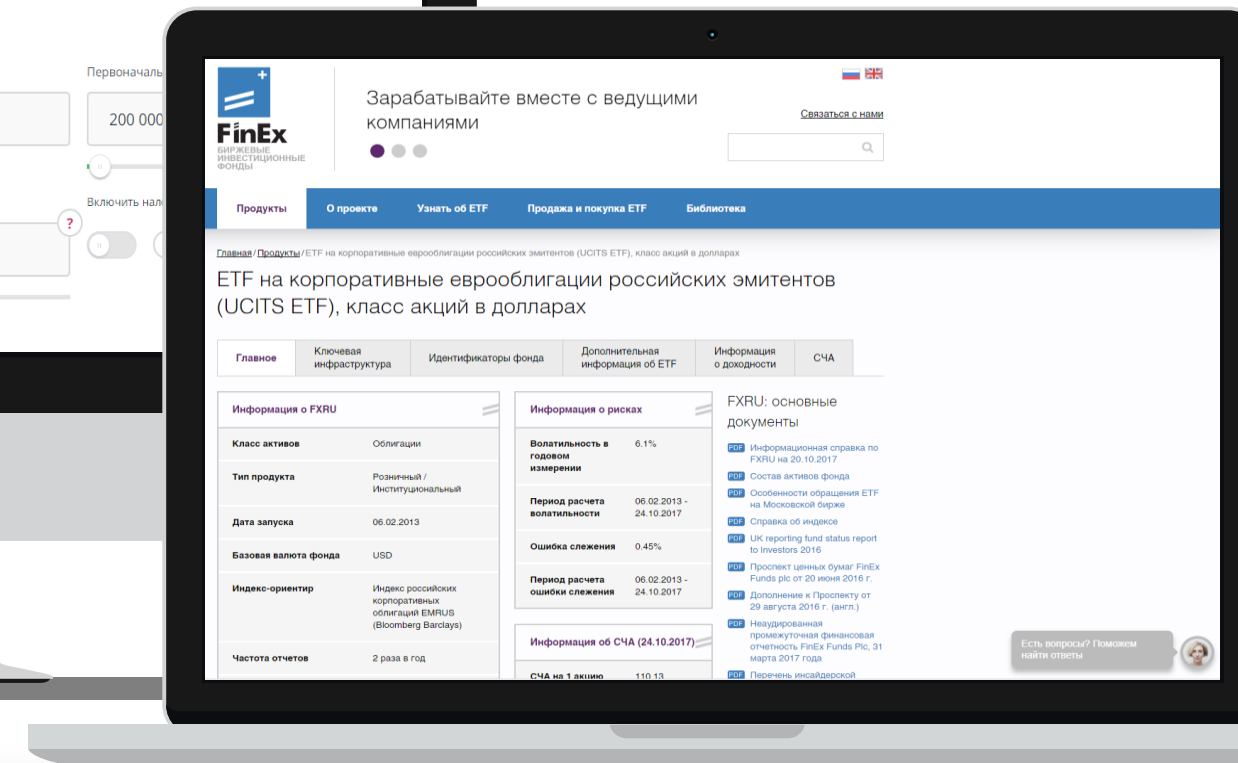 Первоначаль
200 000
Включить нал
?
FinEx
БИРЖЕВЫЕ
ИНВЕСТИЦИОННЫЕ
ФОНДЫ
Зарабатывайте вместе с ведущими
компаниями
Связаться с нами
Продукты О проекте Узнать об ETF Продажа и покупка ETF Библиотека
Главная / Продукты / ETF на корпоративные еврооблигации российских эмитентов (UCITS ETF), класс акций в долларах
ETF на корпоративные еврооблигации российских эмитентов
(UCITS ETF), класс акций в долларах
Главное
Ключевая
инфраструктура
Идентификаторы фонда
Дополнительная
информация об ETF
Информация
о доходности
СЧА
Информация о FXRU
Класс активов Облигации
Тип продукта Розничный /
Институциональный
Дата запуска 06.02.2013
Базовая валюта фонда USD
Индекс-ориентир Индекс российских
корпоративных
облигаций EMRUS
(Bloomberg Barclays)
Частота отчетов 2 раза в год
Информация о рисках
Волатильность в 6.1%
годовом
измерении
Период расчета 06.02.2013 -
волатильности 24.10.2017
Ошибка слежения 0.45%
Период расчета 06.02.2013 -
ошибки слежения 24.10.2017
Информация об СЧА (24.10.2017)
СЧА на 1 акцию 110.13
FXRU: основные
документы
PDF Информационная справка по
FXRU на 20.10.2017
PDF Состав активов фонда
PDF Особенности обращения ETF
на Московской бирже
PDF Справка об индексе
PDF UK reporting fund status report
to Investors 2016
PDF Проспект ценных бумаг FinEx
Funds plc от 20 июня 2016 г.
PDF Дополнение к Проспекту от
29 августа 2016 г. (англ.)
PDF Неаудированная
промежуточная финансовая
отчетность FinEx Funds Plc, 31
марта 2017 года
PDF Перечень инсайдерской
Есть вопросы? Поможем
найти ответы